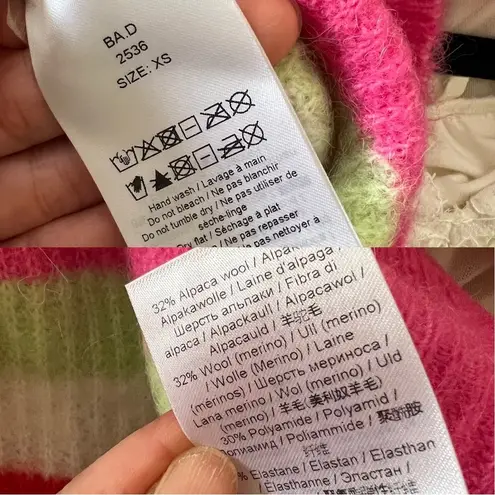 BA.D
2536
SIZE: XS
Hand wash / Lavage à main
Do not bleach / Ne pas blanchir
Do not tumble dry / Ne pas utiliser de
sèche-linge
Dry flat / Séchage à plat
Ne pas repasser
pas nettoyer à
32% Alpaca wool / Alpaka
Alpakawolle / Laine d'alpaga /
Шерсть альпаки / Fibra di
alpaca / Alpackaull / Alpacawol /
Alpacauld / 羊驼毛
32% Wool (merino) / Ull (merino)
/ Wolle (Merino) / Laine
(mérinos) / Шерсть мериноса /
Lana merino / Wol (merino) / Uld
(merino) / 羊毛(美利奴羊毛)
30% Polyamide / Polyamid /
Полиамид / Poliammide / 聚酰胺
纤维
% Elastane / Elastan / Elasthan
Elasthanne / Эластан /